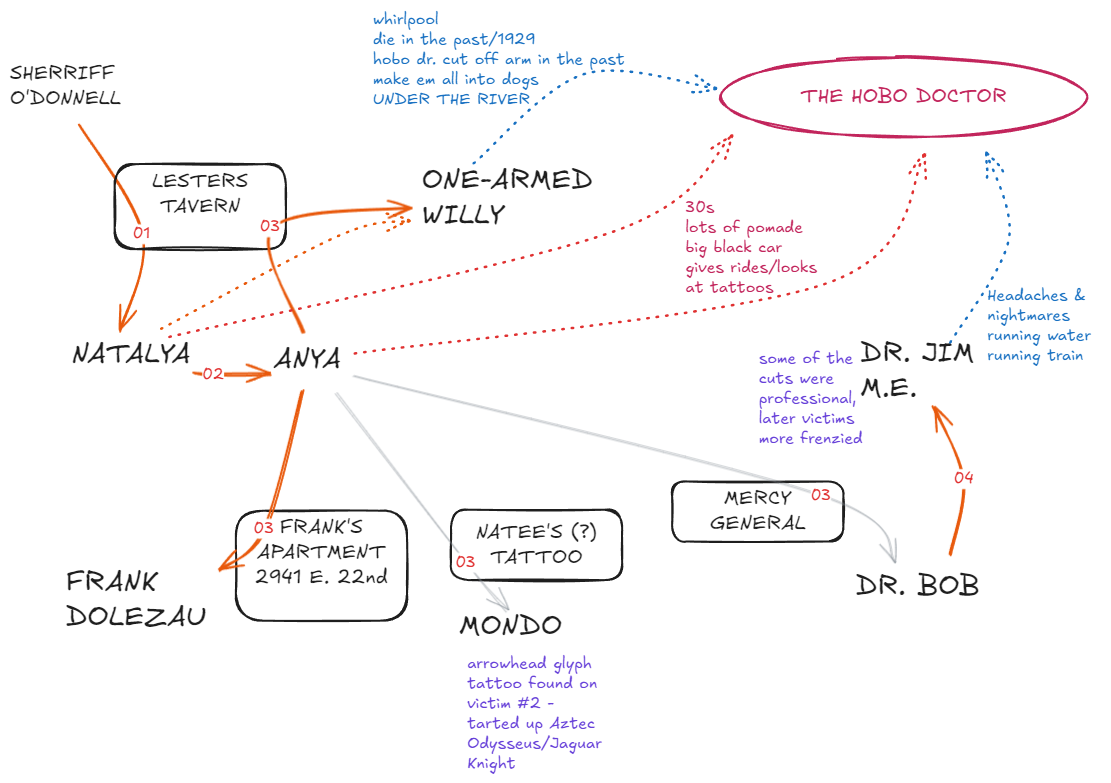 whirlpool
die in the past/1929
hobo dr. cut off arm in the past
make em all into dogs
UNDER THE RIVER
SHERRIFF
O'DONNELL
THE HOBO DOCTOR
LESTERS
TAVERN
01
03
ONE-ARMED
WILLY
30s
lots of pomade
big black car
gives rides/looks
at tattoos
Headaches &
nightmares
running water
running train
NATALYA
02
ANYA
some of the
cuts were
professional,
later victims
more frenzied
DR. JIM
M.E.
04
MERCY
GENERAL
03
03
FRANK'S
APARTMENT
2941 E. 22nd
NATEE'S (?)
TATTOO
03
FRANK
DOLEZAU
DR. BOB
MONDO
arrowhead glyph
tattoo found on
victim #2 -
tarted up Aztec
Odysseus/Jaguar
Knight